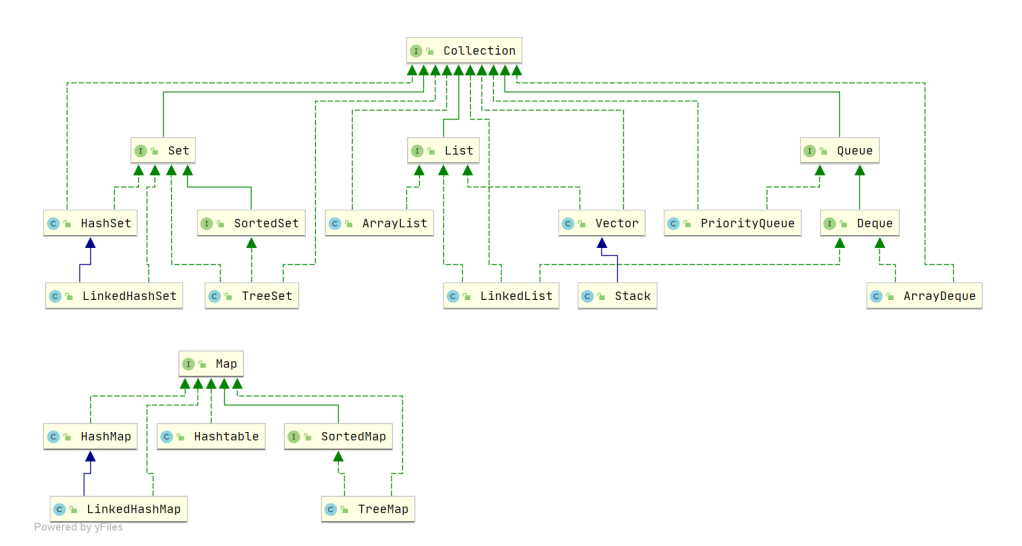 I Collection
I Set
I List
I Queue
C HashSet
I SortedSet
C ArrayList
C Vector
C PriorityQueue
I Deque
C LinkedHashSet
C TreeSet
C LinkedList
C Stack
C ArrayDeque
I Map
C HashMap
C Hashtable
I SortedMap
C LinkedHashMap
C TreeMap
Powered by yFiles